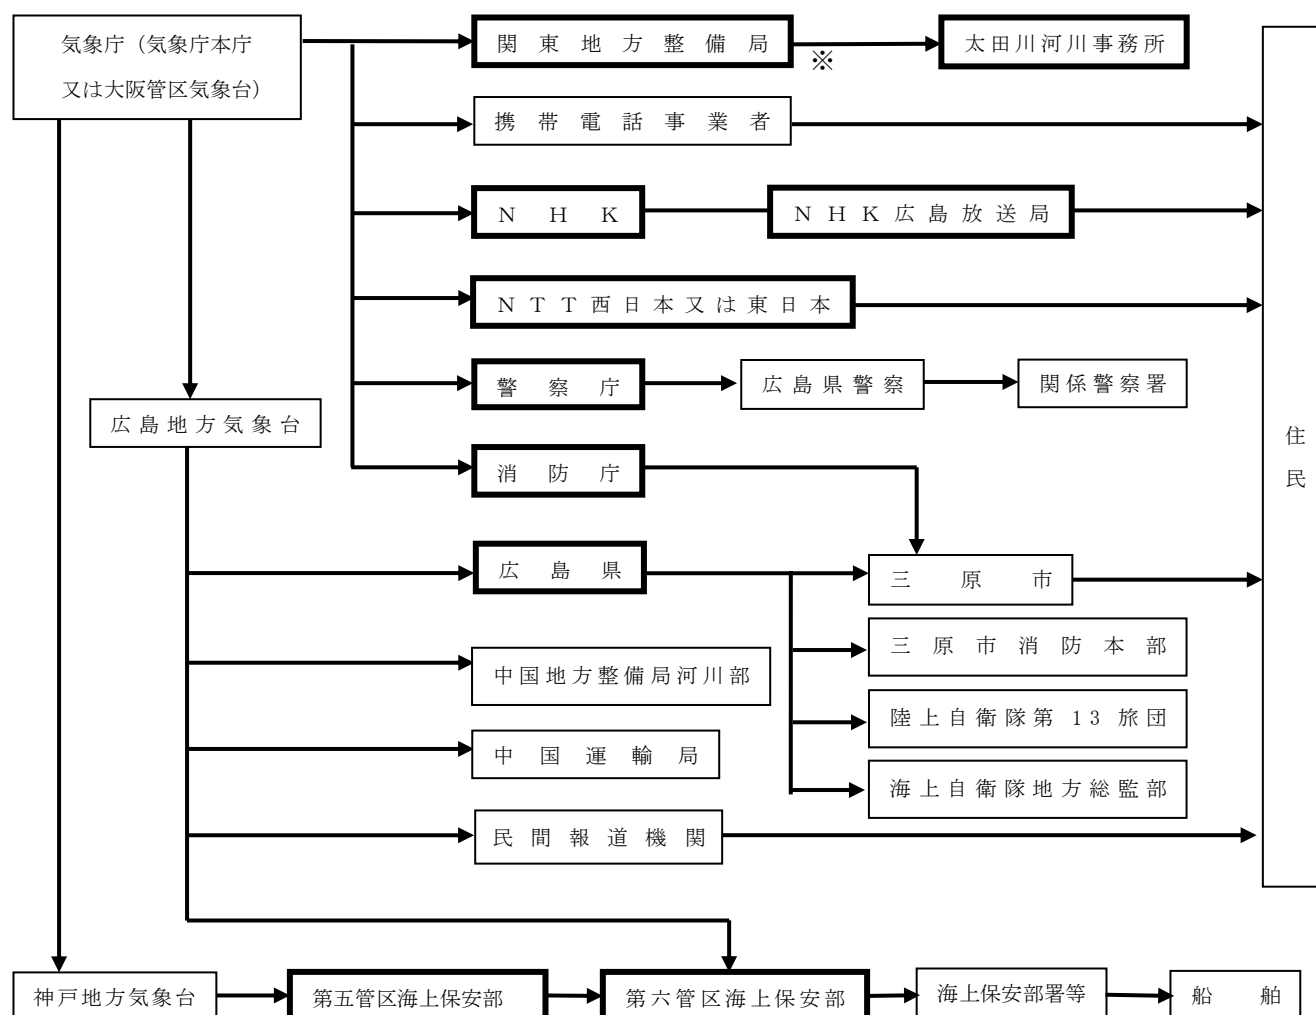 気象庁（気象庁本庁
又は大阪管区気象台）
関東地方整備局
※
太田川河川事務所
携帯電話事業者
NHK
NHK広島放送局
NTT西日本又は東日本
警察庁
広島県警察
関係警察署
広島地方気象台
消防庁
住
民
広島県
三原市
三原市消防本部
中国地方整備局河川部
陸上自衛隊第13旅団
中国運輸局
海上自衛隊地方総監部
民間報道機関
神戸地方気象台
第五管区海上保安部
第六管区海上保安部
海上保安部署等
船舶